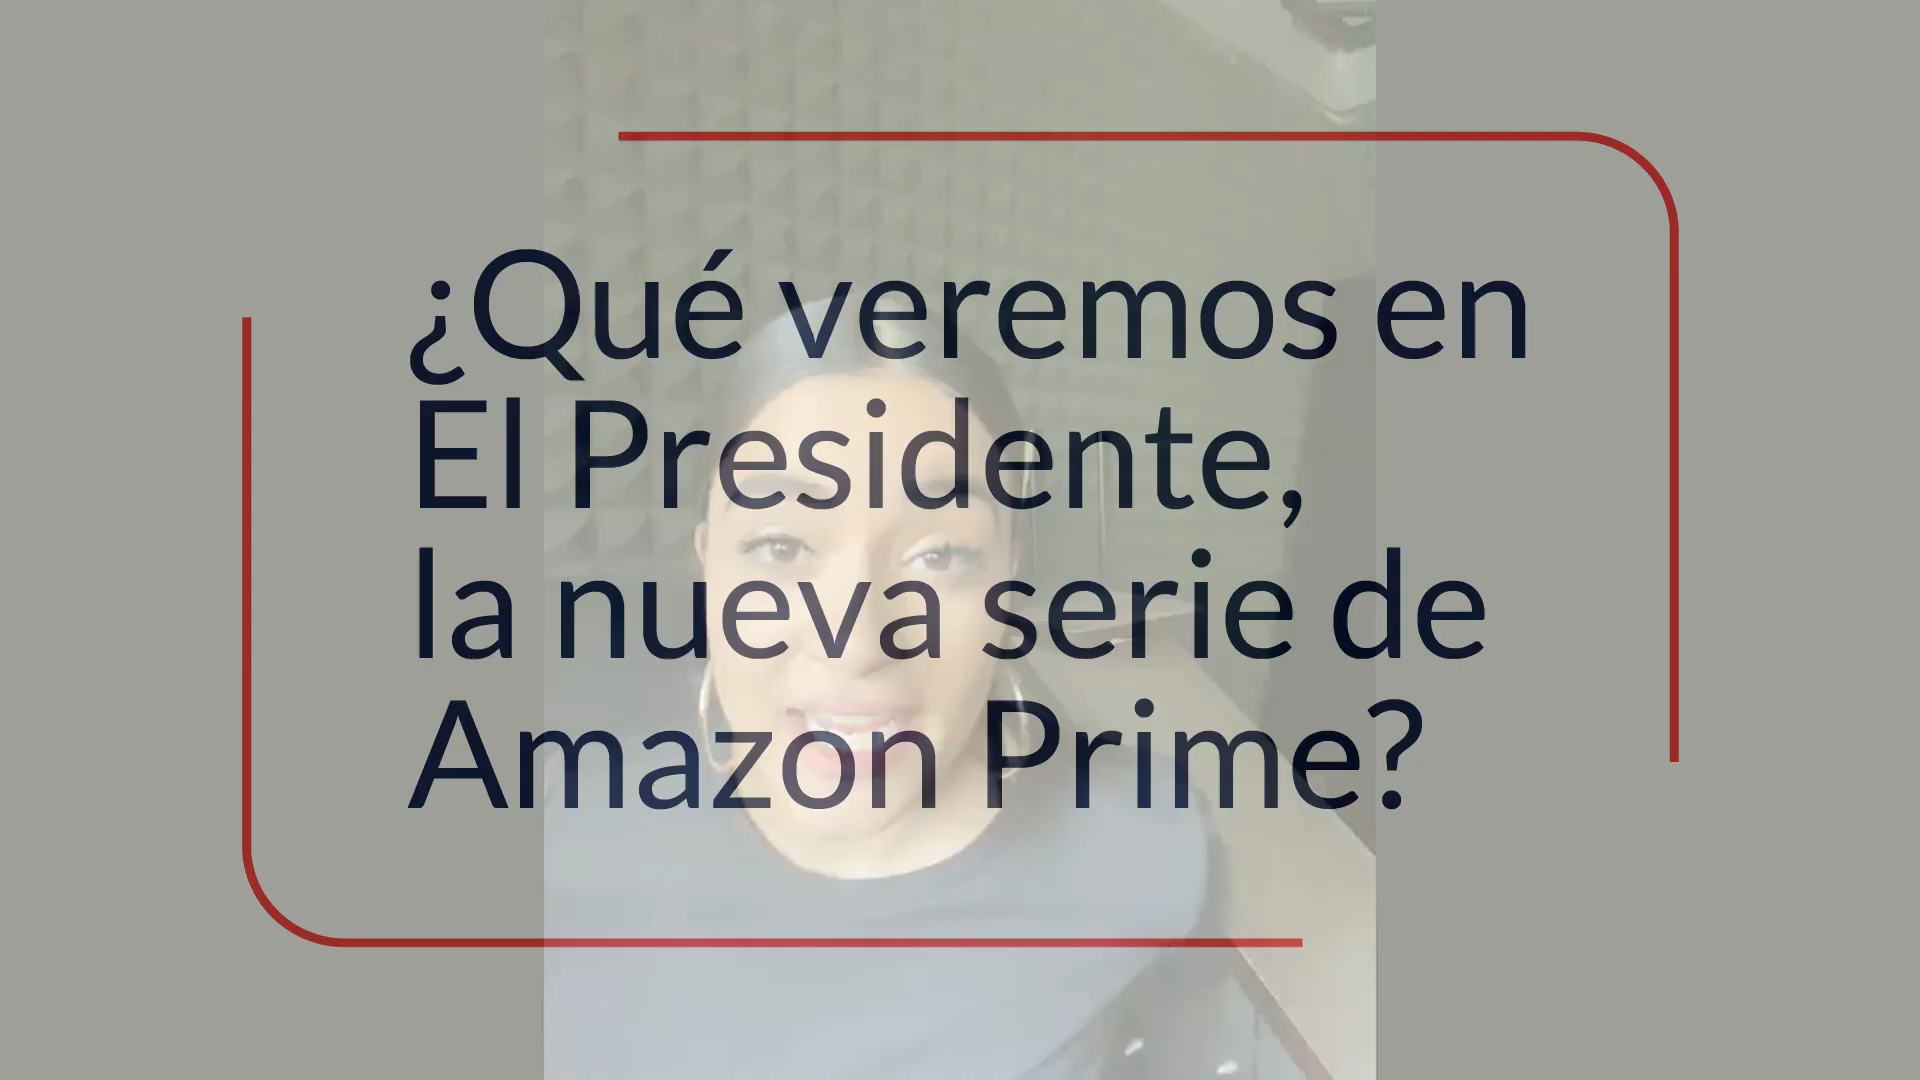 ¿Qué veremos en
El Presidente,
la nueva serie de
Amazon Prime?